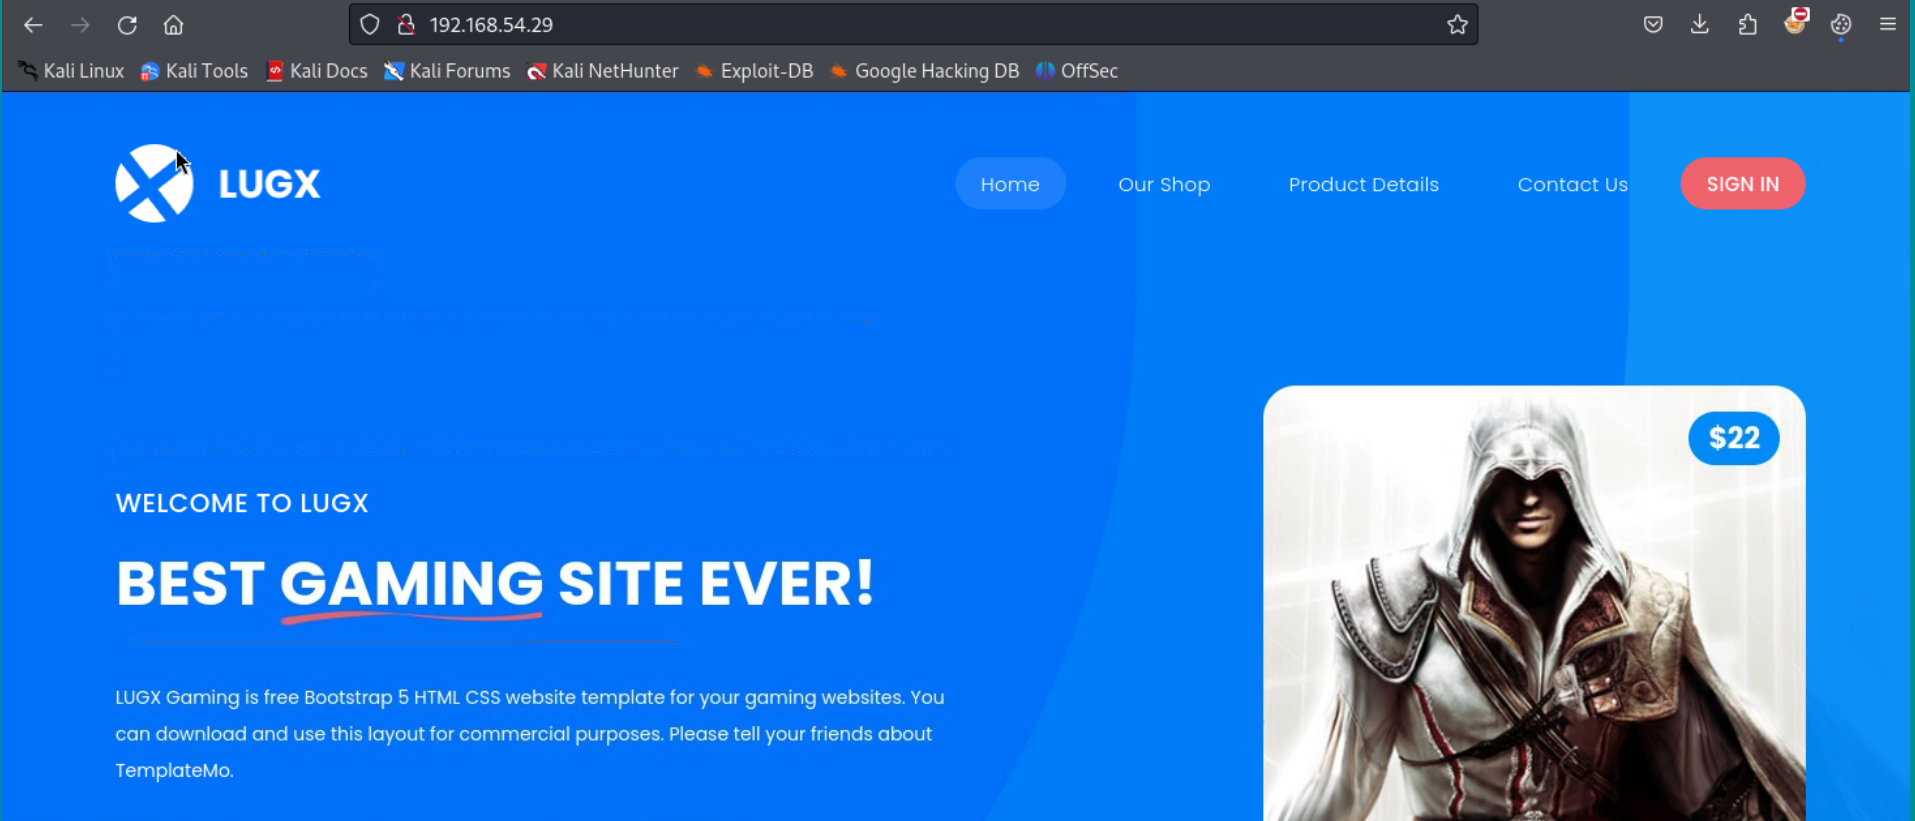 192.168.54.29
Kali Linux Kali Tools Kali Docs Kali Forums Kali NetHunter Exploit-DB Google Hacking DB OffSec
LUGX Home Our Shop Product Details Contact Us SIGN IN
$22
WELCOME TO LUGX
BEST GAMING SITE EVER!
LUGX Gaming is free Bootstrap 5 HTML CSS website template for your gaming websites. You
can download and use this layout for commercial purposes. Please tell your friends about
TemplateMo.